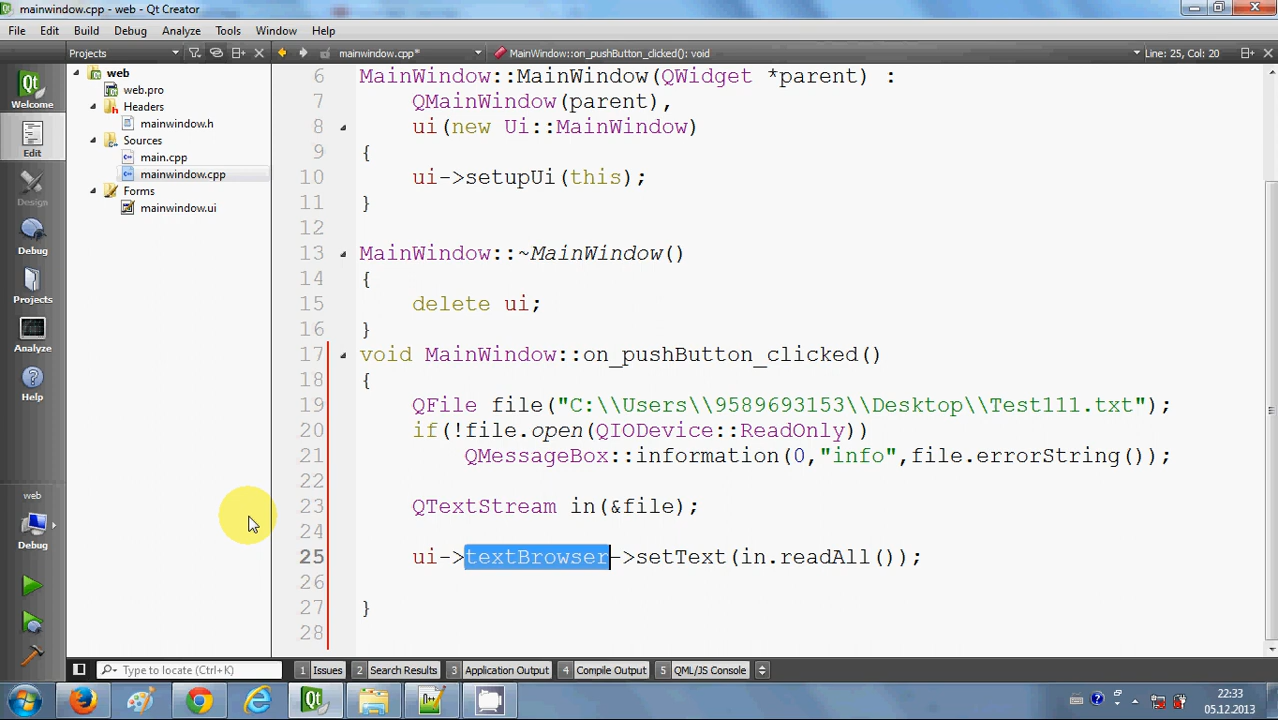 mainwindow.cpp - web - Qt Creator
File Edit Build Debug Analyze Tools Window Help
Projects mainwindow.cpp* MainWindow::on_pushButton_clicked(): void Line: 25, Col: 20
Welcome
Edit
Design
Debug
Projects
Analyze
Help
web
Debug
web
web.pro
Headers
mainwindow.h
Sources
main.cpp
mainwindow.cpp
Forms
mainwindow.ui
6 MainWindow::MainWindow(QWidget *parent) :
7 QMainWindow(parent),
8 ui(new Ui::MainWindow)
9 {
10 ui->setupUi(this);
11 }
12
13 MainWindow::~MainWindow()
14 {
15 delete ui;
16 }
17 void MainWindow::on_pushButton_clicked()
18 {
19 QFile file("C:\\Users\\9589693153\\Desktop\\Test111.txt");
20 if(!file.open(QIODevice::ReadOnly))
21 QMessageBox::information(0,"info",file.errorString());
22
23 QTextStream in(&file);
24
25 ui->textBrowser->setText(in.readAll());
26
27 }
28
Type to locate (Ctrl+K) 1 Issues 2 Search Results 3 Application Output 4 Compile Output 5 QML/JS Console
22:33
05.12.2013